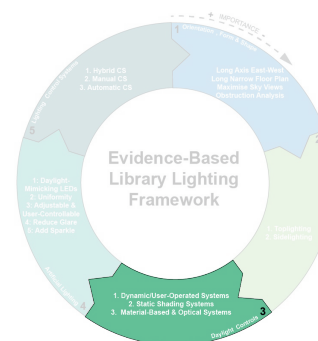 + IMPORTANCE -
1
Orientation, Form & Origin
Long Axis East-West
Long Narrow Floor Plan
Maximise Sky Views
Obstruction Analysis
2
1. Toplighting
2. Sidelighting
Daylight Controls
3
1. Dynamic/User-Operated Systems
2. Static Shading Systems
3. Material-Based & Optical Systems
Artificial Lighting
4
1. Daylight-
Mimicking LEDs
2. Uniformity
3. Adjustable &
User-Controllable
4. Reduce Glare
5. Add Sparkle
5
Lighting Control Systems
1. Hybrid CS
2. Manual CS
3. Automatic CS
Evidence-Based
Library Lighting
Framework